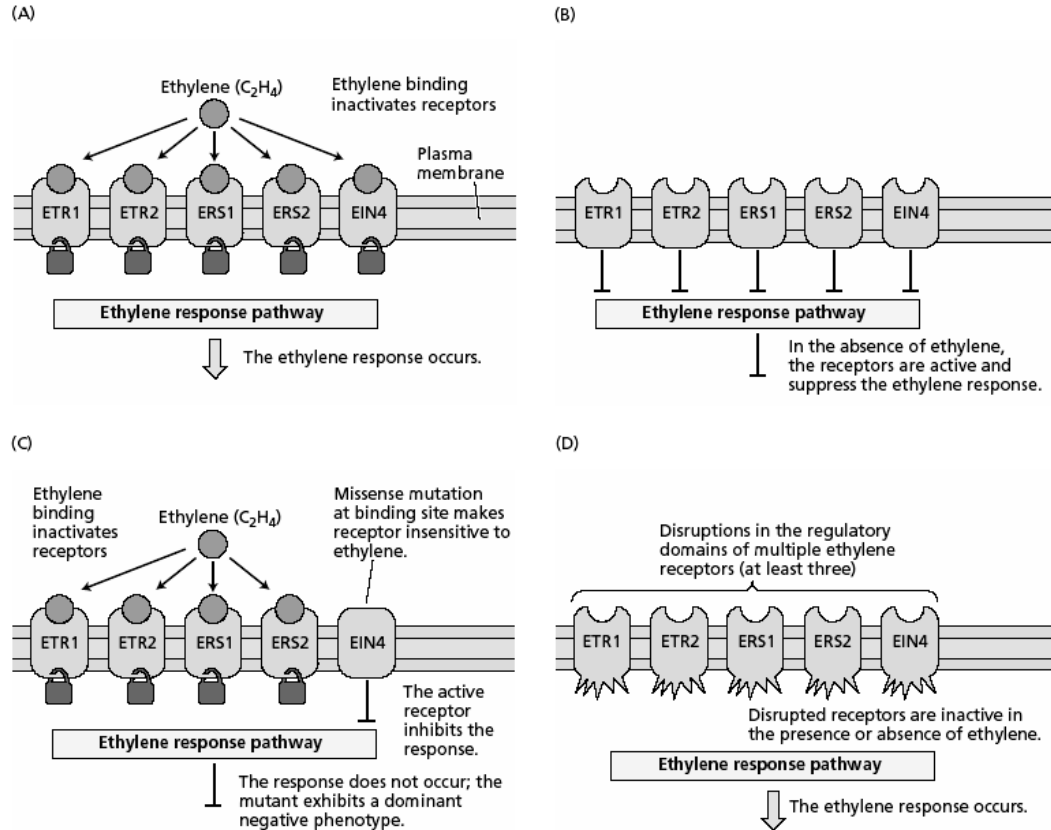 (A)
Ethylene (C₂H₄)
Ethylene binding
inactivates receptors
Plasma
membrane
ETR1 ETR2 ERS1 ERS2 EIN4
Ethylene response pathway
The ethylene response occurs.
(B)
ETR1 ETR2 ERS1 ERS2 EIN4
Ethylene response pathway
In the absence of ethylene,
the receptors are active and
suppress the ethylene response.
(C)
Ethylene
binding
inactivates
receptors
Ethylene (C₂H₄)
Missense mutation
at binding site makes
receptor insensitive to
ethylene.
ETR1 ETR2 ERS1 ERS2 EIN4
The active
receptor
inhibits the
response.
Ethylene response pathway
The response does not occur; the
mutant exhibits a dominant
negative phenotype.
(D)
Disruptions in the regulatory
domains of multiple ethylene
receptors (at least three)
ETR1 ETR2 ERS1 ERS2 EIN4
Disrupted receptors are inactive in
the presence or absence of ethylene.
Ethylene response pathway
The ethylene response occurs.